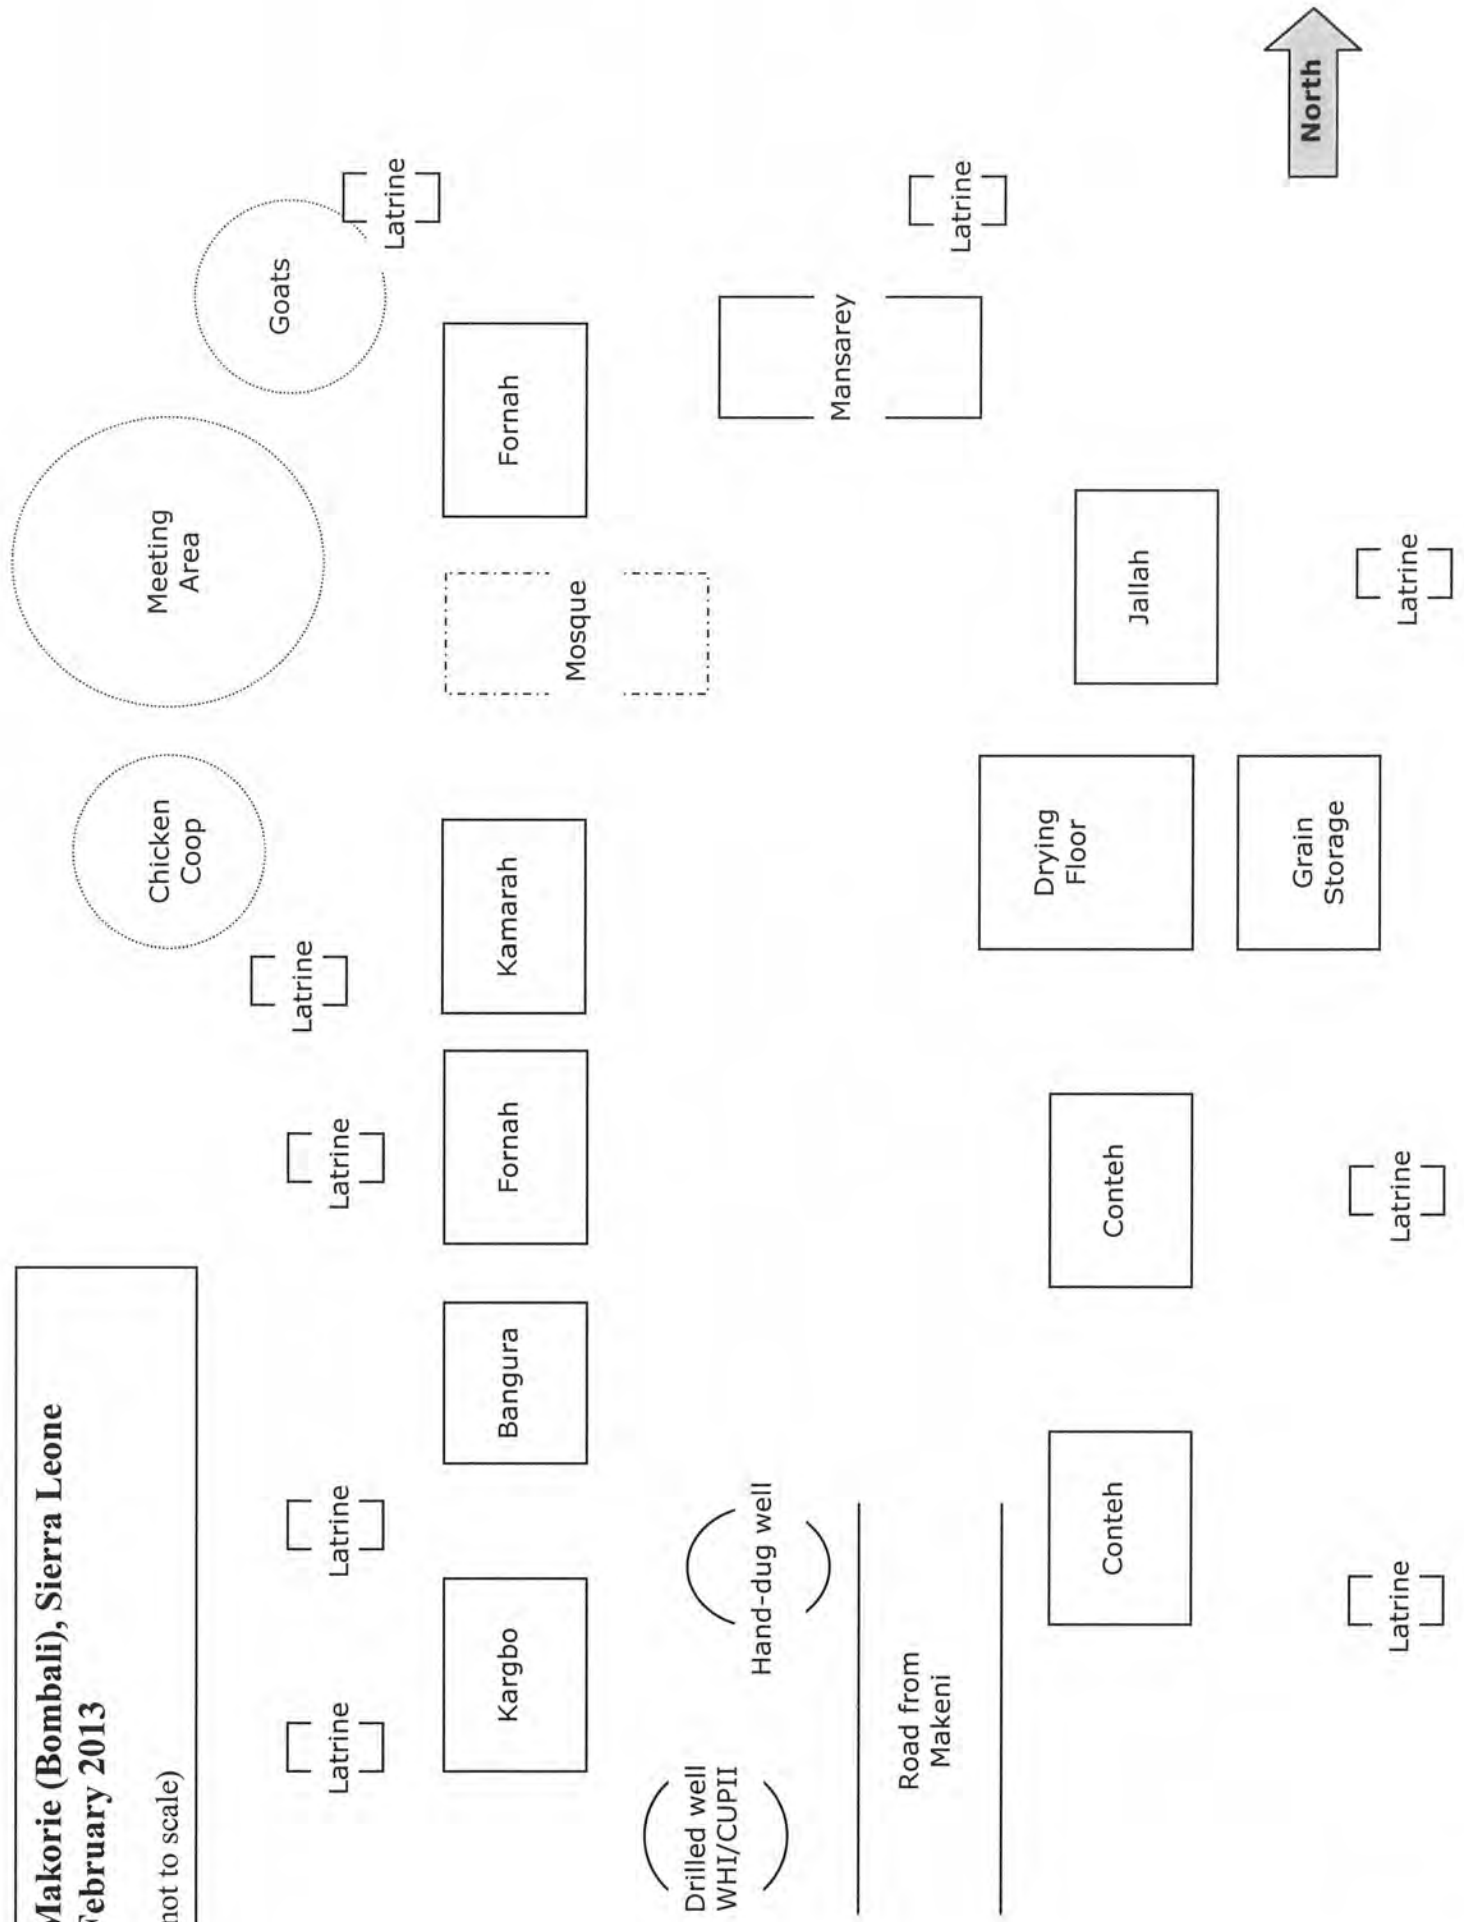 Makorie (Bombali), Sierra Leone
February 2013
not to scale)
Chicken
Coop
Meeting
Area
Goats
Latrine
Latrine
Latrine
Latrine
Latrine
Kargbo
Bangura
Fornah
Kamarah
Mosque
Fornah
Drilled well
WHI/CUPII
Hand-dug well
Mansarey
Latrine
Road from
Makeni
Conteh
Conteh
Drying
Floor
Jallah
Grain
Storage
North
Latrine
Latrine
Latrine